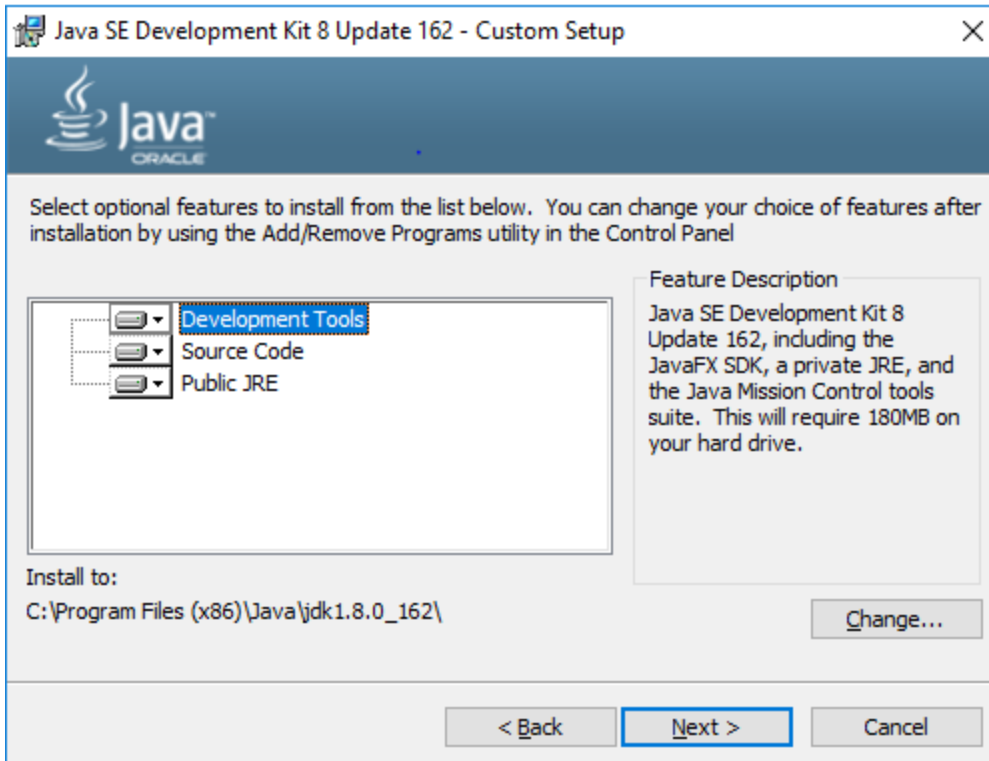 Java SE Development Kit 8 Update 162 - Custom Setup
Java™
ORACLE
Select optional features to install from the list below.  You can change your choice of features after
installation by using the Add/Remove Programs utility in the Control Panel
Development Tools
Source Code
Public JRE
Feature Description
Java SE Development Kit 8
Update 162, including the
JavaFX SDK, a private JRE, and
the Java Mission Control tools
suite.  This will require 180MB on
your hard drive.
Install to:
C:\Program Files (x86)\Java\jdk1.8.0_162\
Change...
< Back
Next >
Cancel